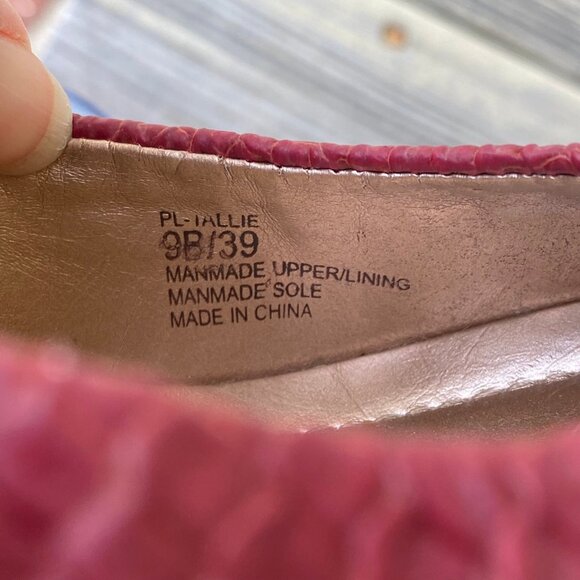 PL-TALLIE
9B/39
MANMADE UPPER/LINING
MANMADE SOLE
MADE IN CHINA